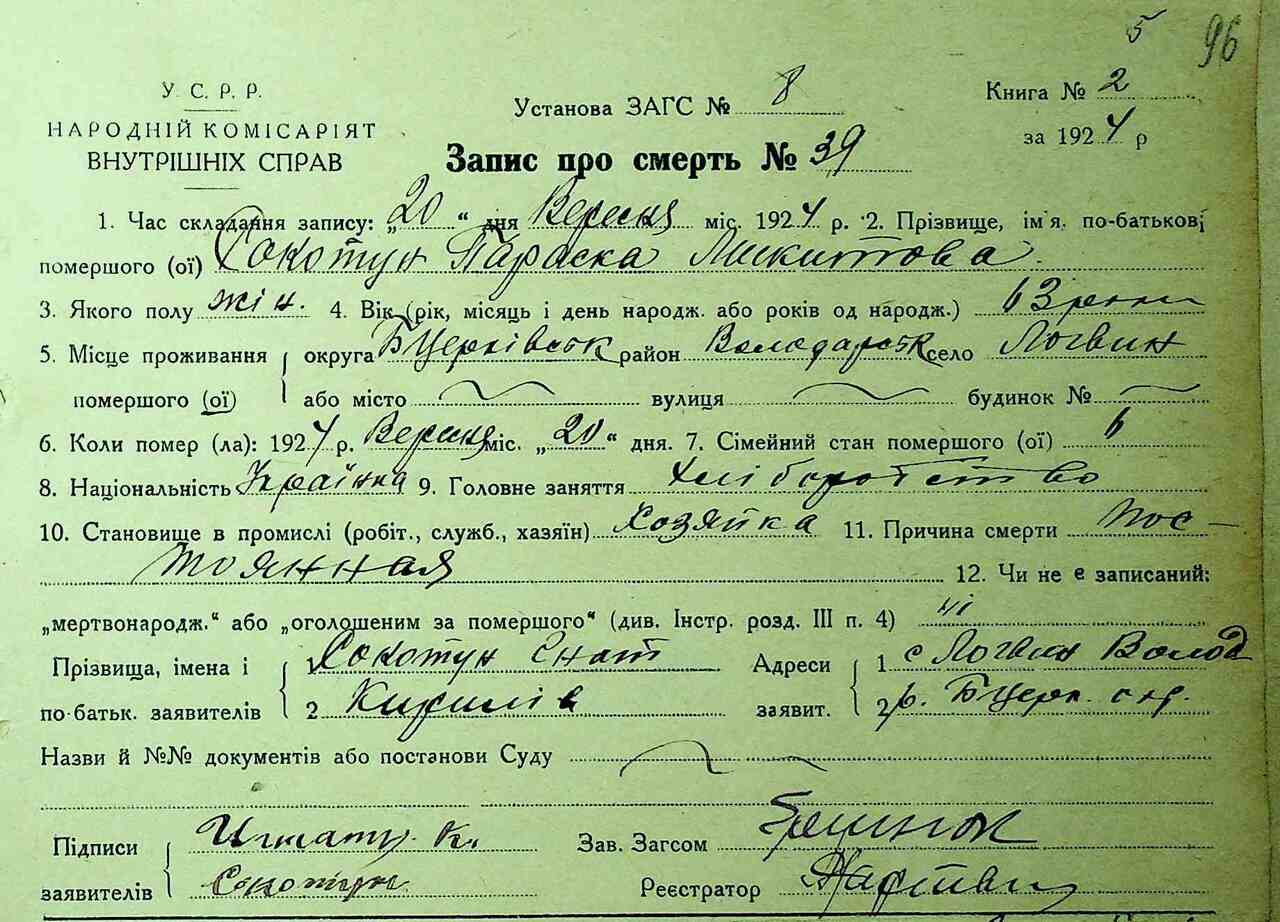 5 96
У. С. Р. Р.
НАРОДНІЙ КОМІСАРІЯТ
ВНУТРІШНІХ СПРАВ
Установа ЗАГС № 8
Книга № 2
за 1924 р
Запис про смерть № 39
1. Час складання запису: „20“ дня Вересня міс. 1924 р. 2. Прізвище, ім'я, по-батькові
помершого (ої) Сокотун Параска Микитова
3. Якого полу жін. 4. Вік (рік, місяць і день народж. або років од народж.) 63 роки
5. Місце проживання округа БЦерківськ район Володарськ село Логвин
помершого (ої) або місто вулиця будинок №
6. Коли помер (ла): 1924 р. Вересня міс. „20“ дня. 7. Сімейний стан помершого (ої)
8. Національність Українка 9. Головне заняття Хліборобство
10. Становище в промислі (робіт., служб., хазяїн) Хозяйка 11. Причина смерти Пос-
тоянная 12. Чи не є записаний:
„мертвонародж.“ або „оголошеним за помершого“ (див. Інстр. розд. III п. 4) ні
Прізвища, імена і 1 Сокотун Гнат Адреси 1 с Логвин Волод
по-батьк. заявителів 2 Кирилів заявит. 2 р. БЦерк. окр.
Назви й №№ документів або постанови Суду
Підписи Игнат К. Зав. Загсом
заявителів Сокотун Реєстратор